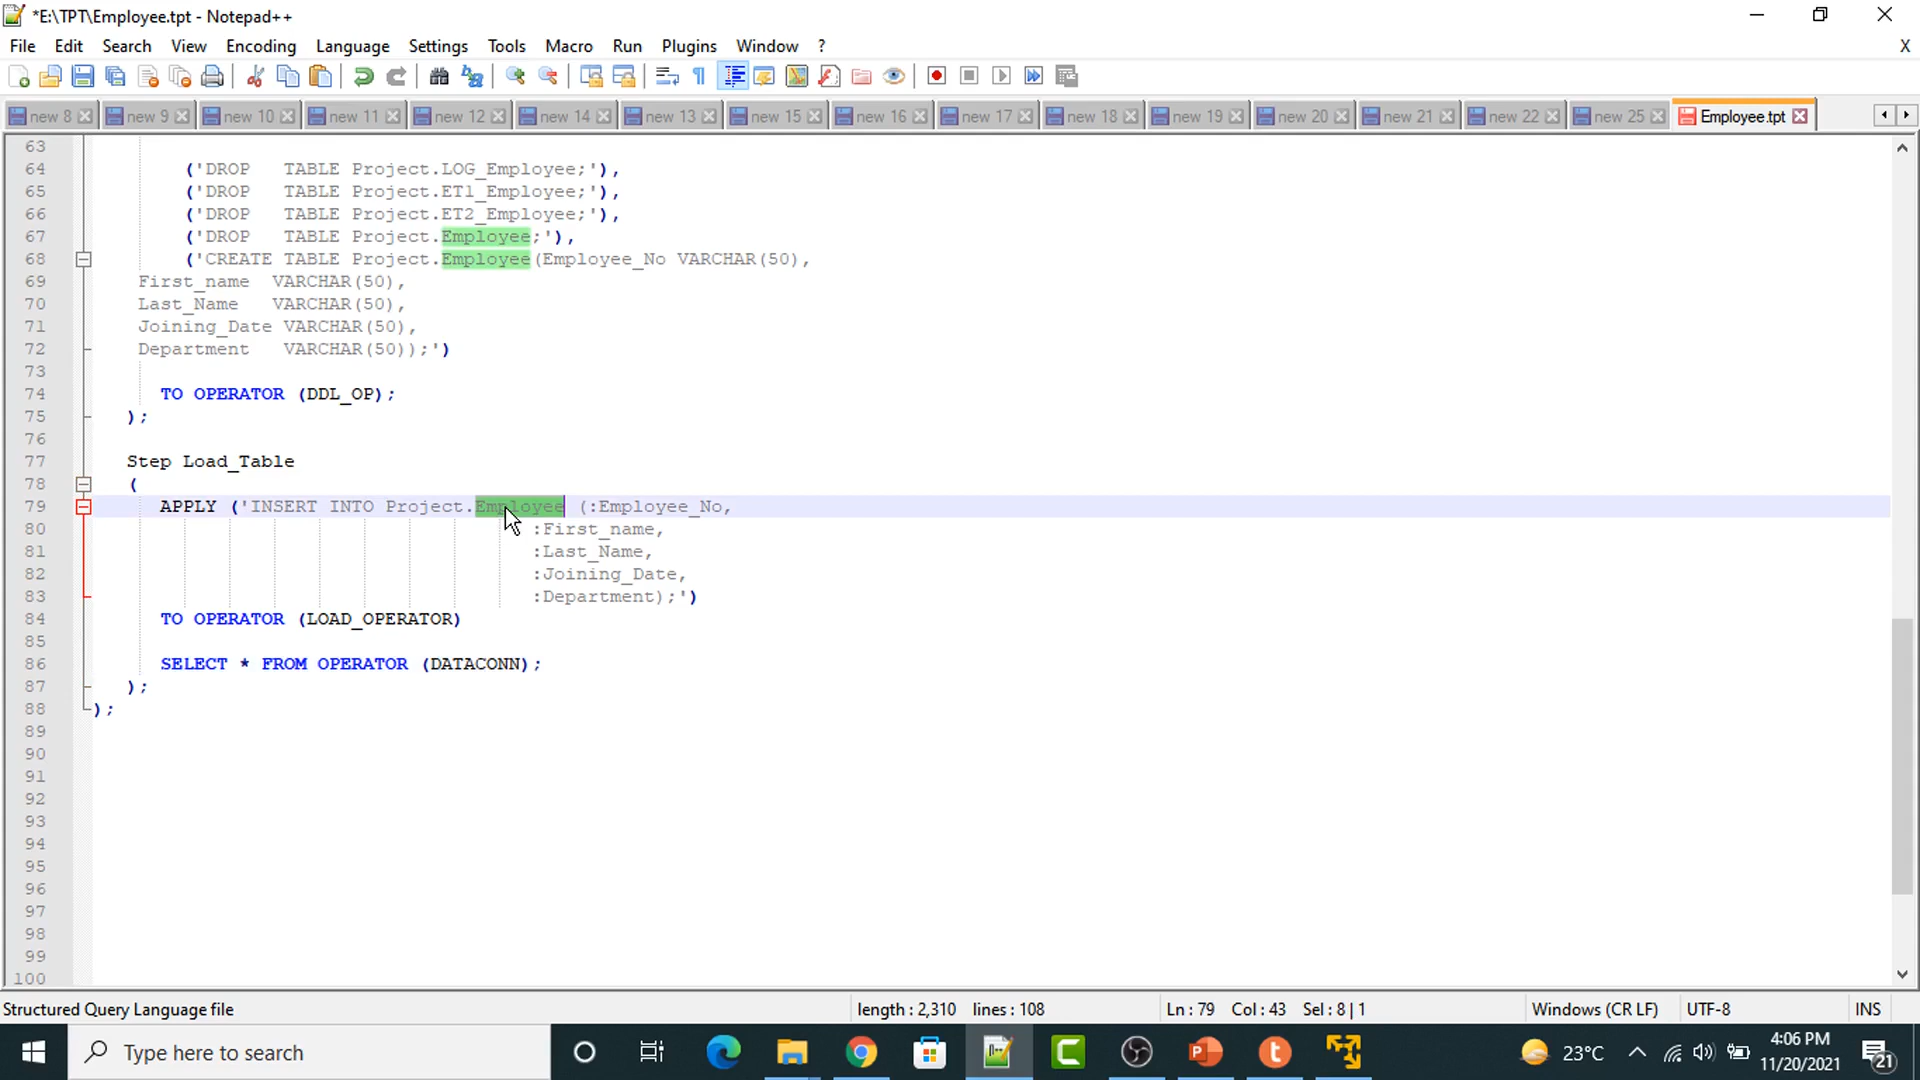 *E:\TPT\Employee.tpt - Notepad++
File Edit Search View Encoding Language Settings Tools Macro Run Plugins Window ? X
new 8 new 9 new 10 new 11 new 12 new 14 new 13 new 15 new 16 new 17 new 18 new 19 new 20 new 21 new 22 new 25 Employee.tpt
63
64 ('DROP   TABLE Project.LOG_Employee;'),
65 ('DROP   TABLE Project.ET1_Employee;'),
66 ('DROP   TABLE Project.ET2_Employee;'),
67 ('DROP   TABLE Project.Employee;'),
68 ('CREATE TABLE Project.Employee(Employee_No VARCHAR(50),
69 First_name  VARCHAR(50),
70 Last_Name   VARCHAR(50),
71 Joining_Date VARCHAR(50),
72 Department   VARCHAR(50));')
73
74 TO OPERATOR (DDL_OP);
75 );
76
77 Step Load_Table
78 (
79 APPLY ('INSERT INTO Project.Employee (:Employee_No,
80 :First_name,
81 :Last_Name,
82 :Joining_Date,
83 :Department);')
84 TO OPERATOR (LOAD_OPERATOR)
85
86 SELECT * FROM OPERATOR (DATACONN);
87 );
88 );
89
90
91
92
93
94
95
96
97
98
99
100
Structured Query Language file length : 2,310 lines : 108 Ln : 79 Col : 43 Sel : 8 | 1 Windows (CR LF) UTF-8 INS
Type here to search 23°C 4:06 PM
11/20/2021 21